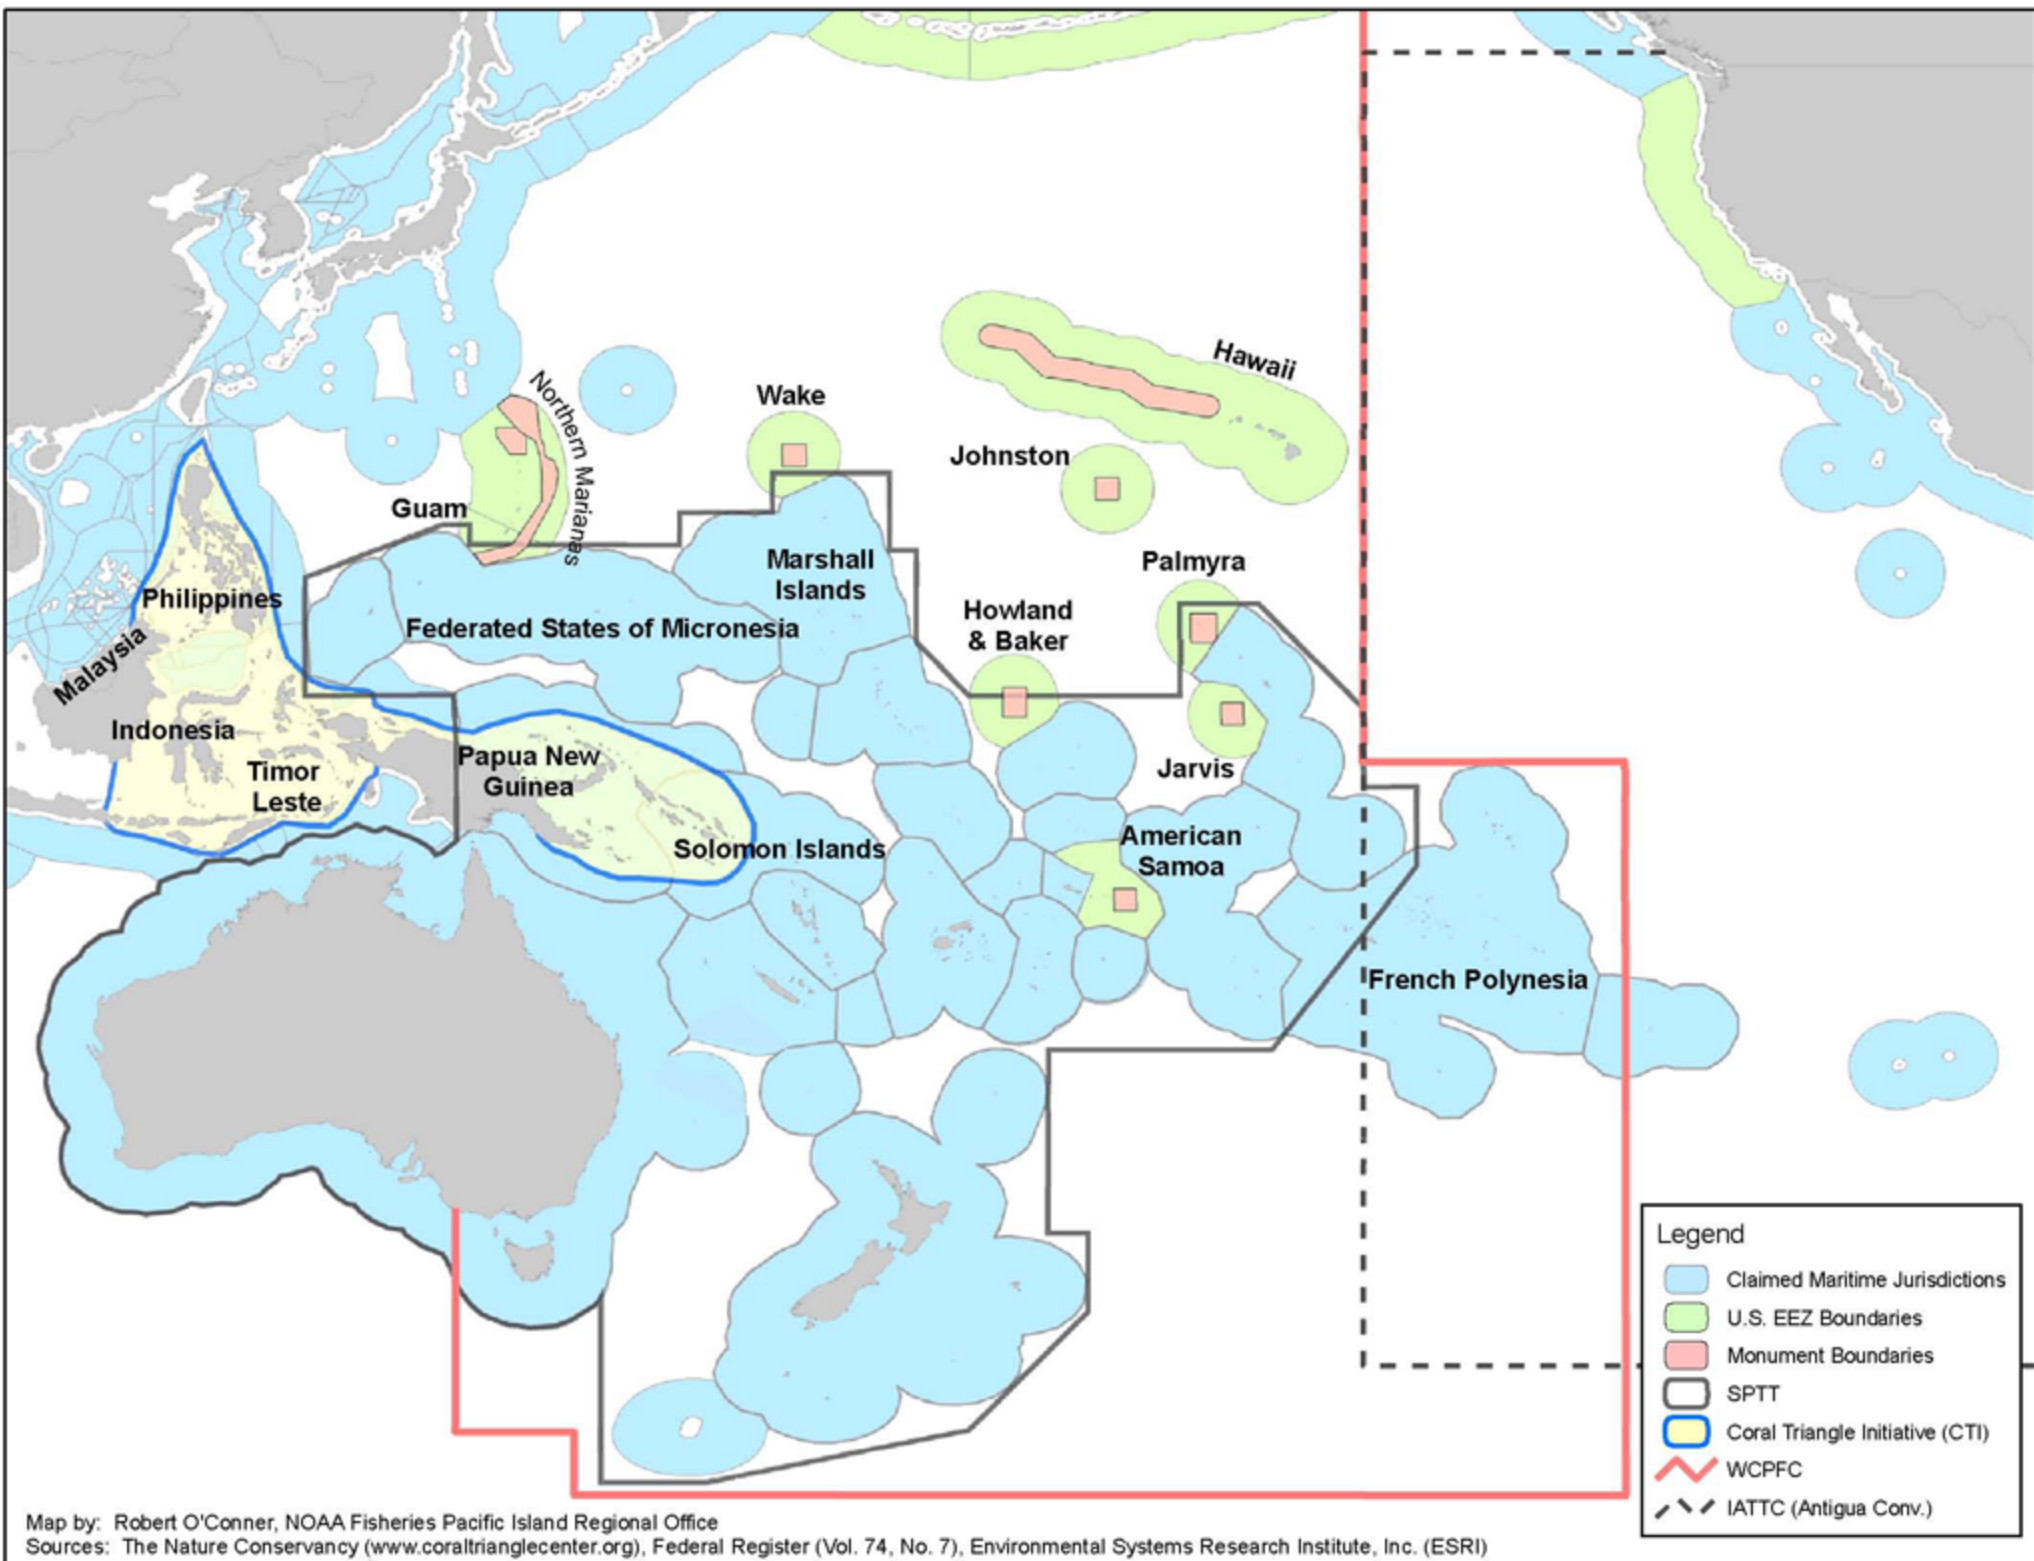 Hawaii
Wake
Northern Marianas
Johnston
Guam
Marshall
Islands
Palmyra
Philippines
Howland
& Baker
Federated States of Micronesia
Malaysia
Indonesia
Papua New
Guinea
Timor
Leste
Jarvis
Solomon Islands
American
Samoa
French Polynesia
Legend
Claimed Maritime Jurisdictions
U.S. EEZ Boundaries
Monument Boundaries
SPTT
Coral Triangle Initiative (CTI)
WCPFC
IATTC (Antigua Conv.)
Map by: Robert O'Conner, NOAA Fisheries Pacific Island Regional Office
Sources: The Nature Conservancy (www.coraltrianglecenter.org), Federal Register (Vol. 74, No. 7), Environmental Systems Research Institute, Inc. (ESRI)